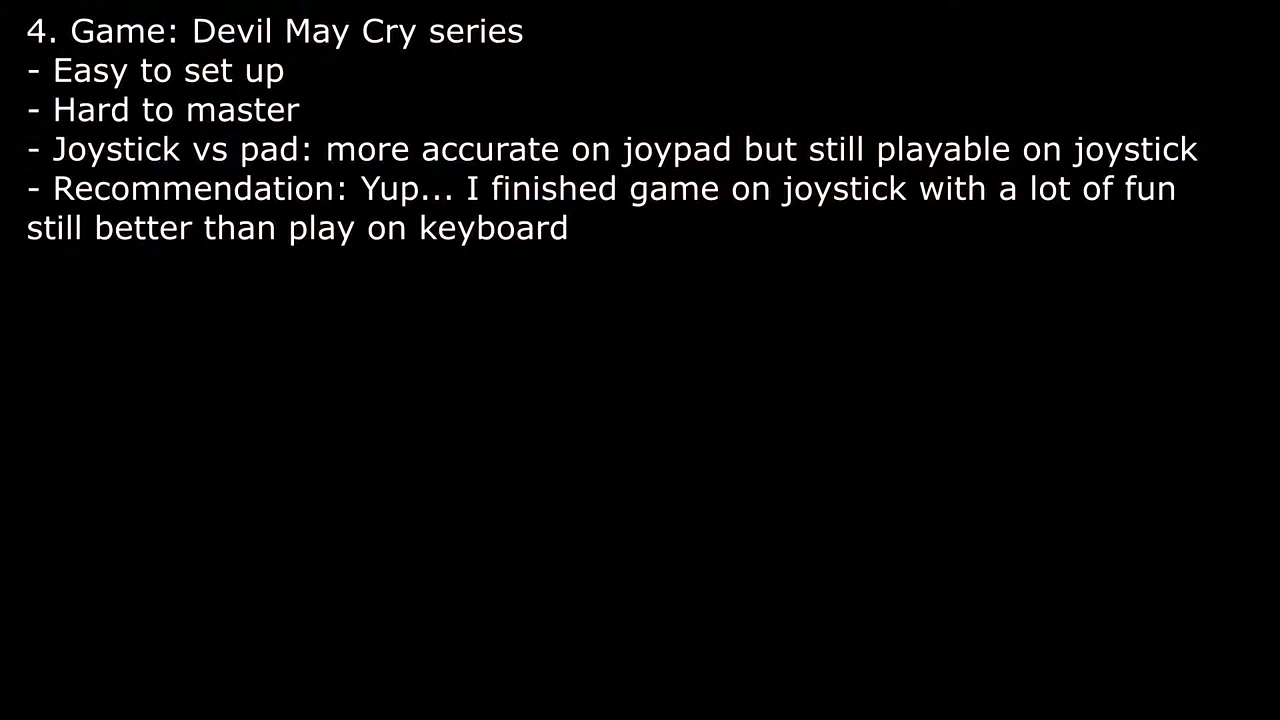 4. Game: Devil May Cry series
- Easy to set up
- Hard to master
- Joystick vs pad: more accurate on joypad but still playable on joystick
- Recommendation: Yup... I finished game on joystick with a lot of fun
still better than play on keyboard